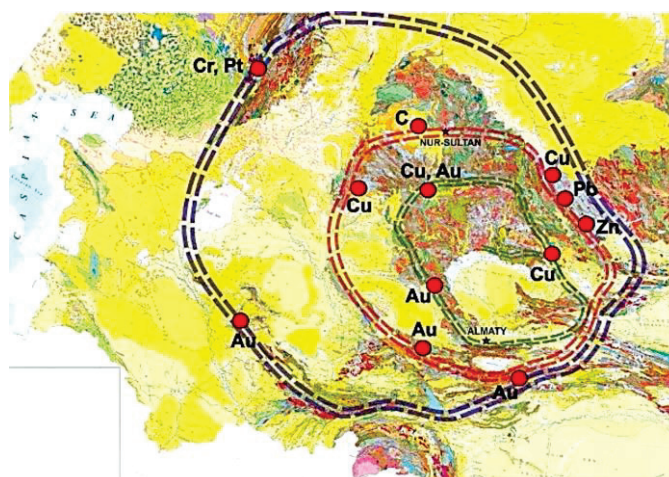 Cr, Pt
C
NUR-SULTAN
Cu
Cu, Au
Pb
Cu
Zn
Cu
Au
Au
Au
ALMATY
Au
CASPIAN
SEA